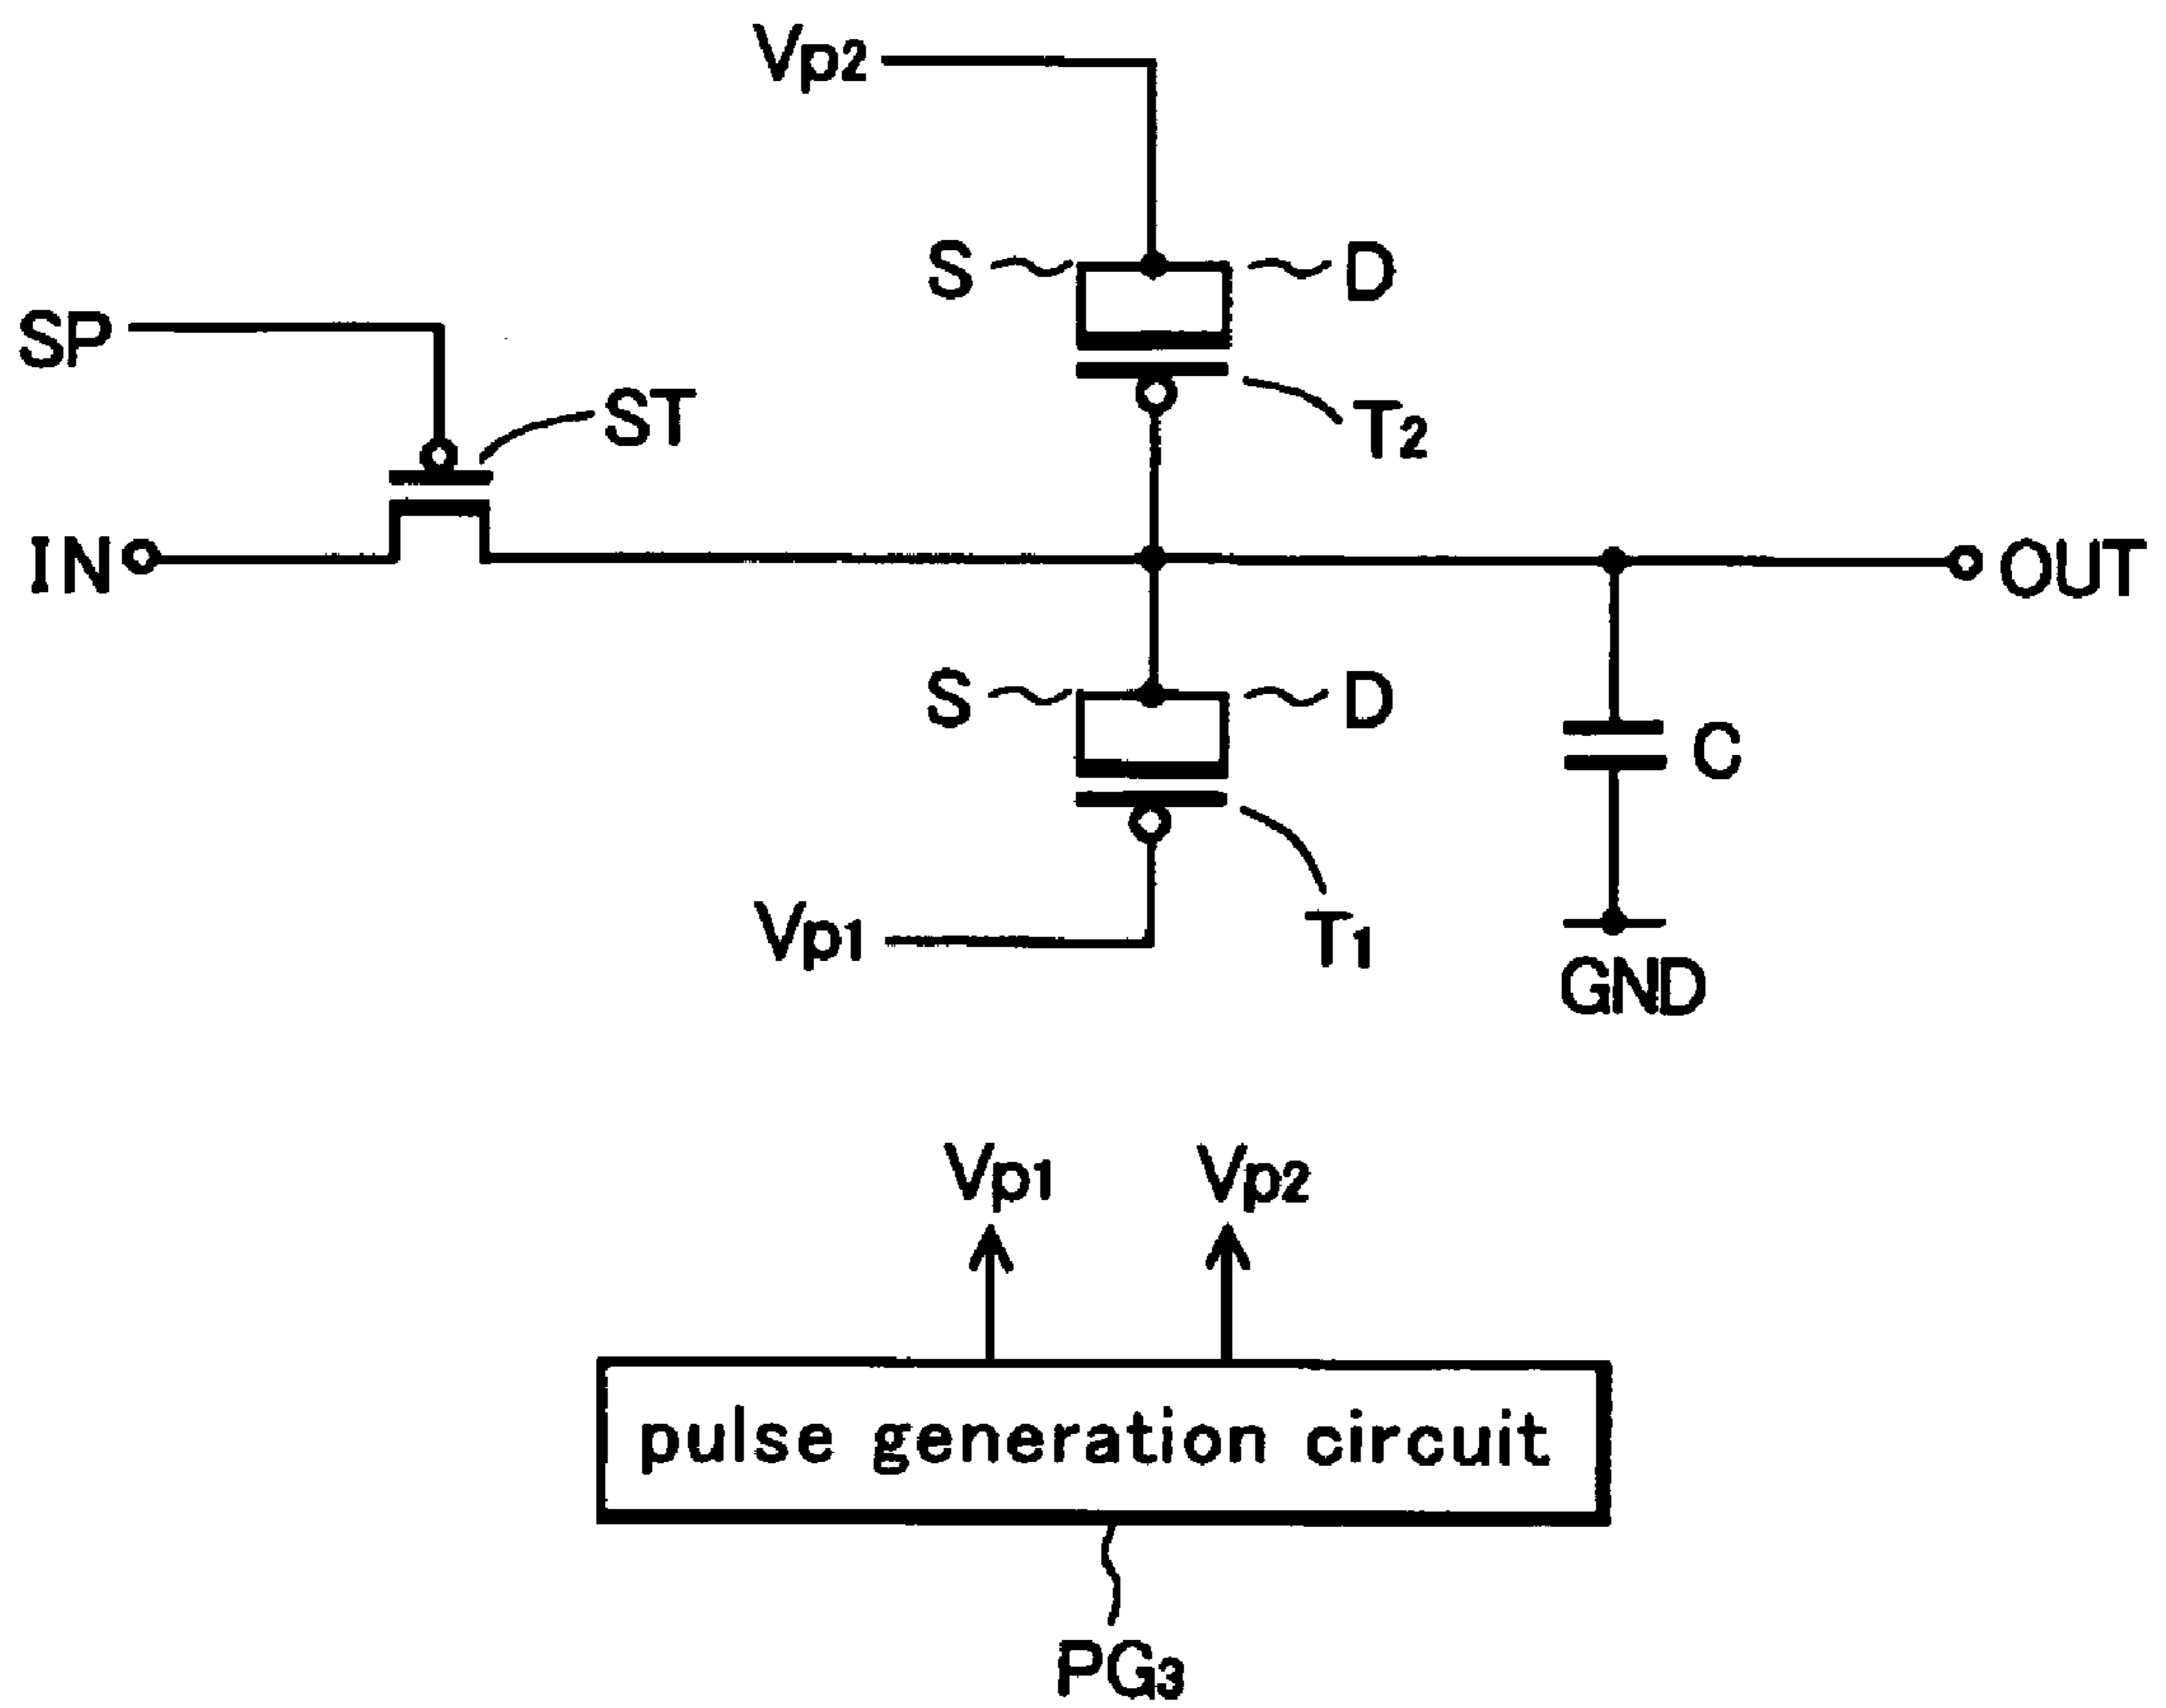 Vp2
S
D
SP
ST
T2
IN
OUT
S
D
C
Vp1
T1
GND
Vp1
Vp2
pulse generation circuit
PG3